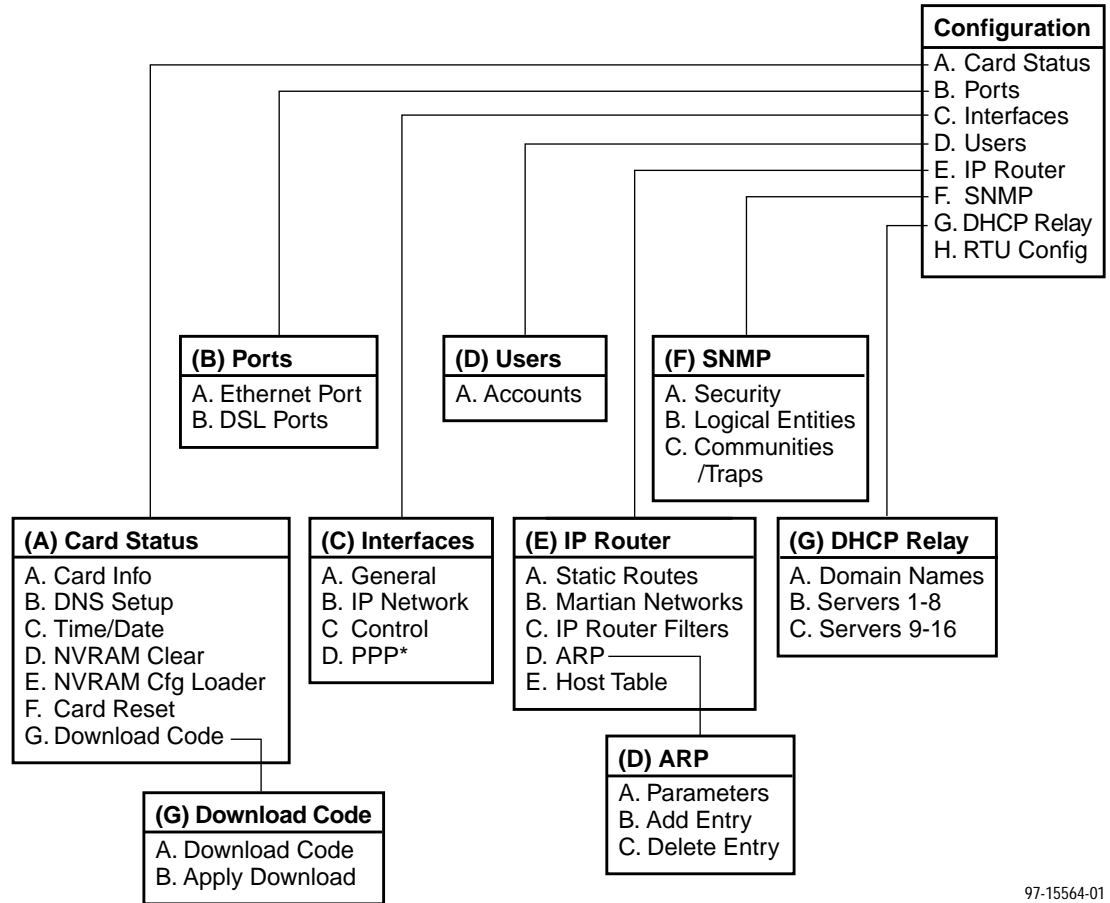 Configuration
A. Card Status
B. Ports
C. Interfaces
D. Users
E. IP Router
F. SNMP
G. DHCP Relay
H. RTU Config
(B) Ports
A. Ethernet Port
B. DSL Ports
(D) Users
A. Accounts
(F) SNMP
A. Security
B. Logical Entities
C. Communities
/Traps
(A) Card Status
A. Card Info
B. DNS Setup
C. Time/Date
D. NVRAM Clear
E. NVRAM Cfg Loader
F. Card Reset
G. Download Code
(C) Interfaces
A. General
B. IP Network
C Control
D. PPP*
(E) IP Router
A. Static Routes
B. Martian Networks
C. IP Router Filters
D. ARP
E. Host Table
(G) DHCP Relay
A. Domain Names
B. Servers 1-8
C. Servers 9-16
(G) Download Code
A. Download Code
B. Apply Download
(D) ARP
A. Parameters
B. Add Entry
C. Delete Entry
97-15564-01